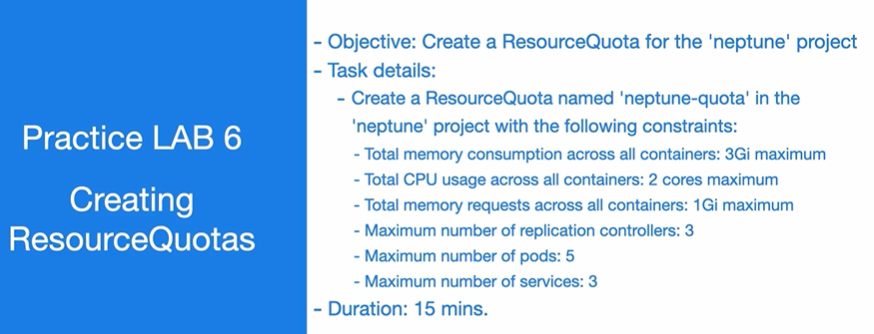 Practice LAB 6
Creating
ResourceQuotas
- Objective: Create a ResourceQuota for the 'neptune' project
- Task details:
- Create a ResourceQuota named 'neptune-quota' in the
'neptune' project with the following constraints:
- Total memory consumption across all containers: 3Gi maximum
- Total CPU usage across all containers: 2 cores maximum
- Total memory requests across all containers: 1Gi maximum
- Maximum number of replication controllers: 3
- Maximum number of pods: 5
- Maximum number of services: 3
- Duration: 15 mins.